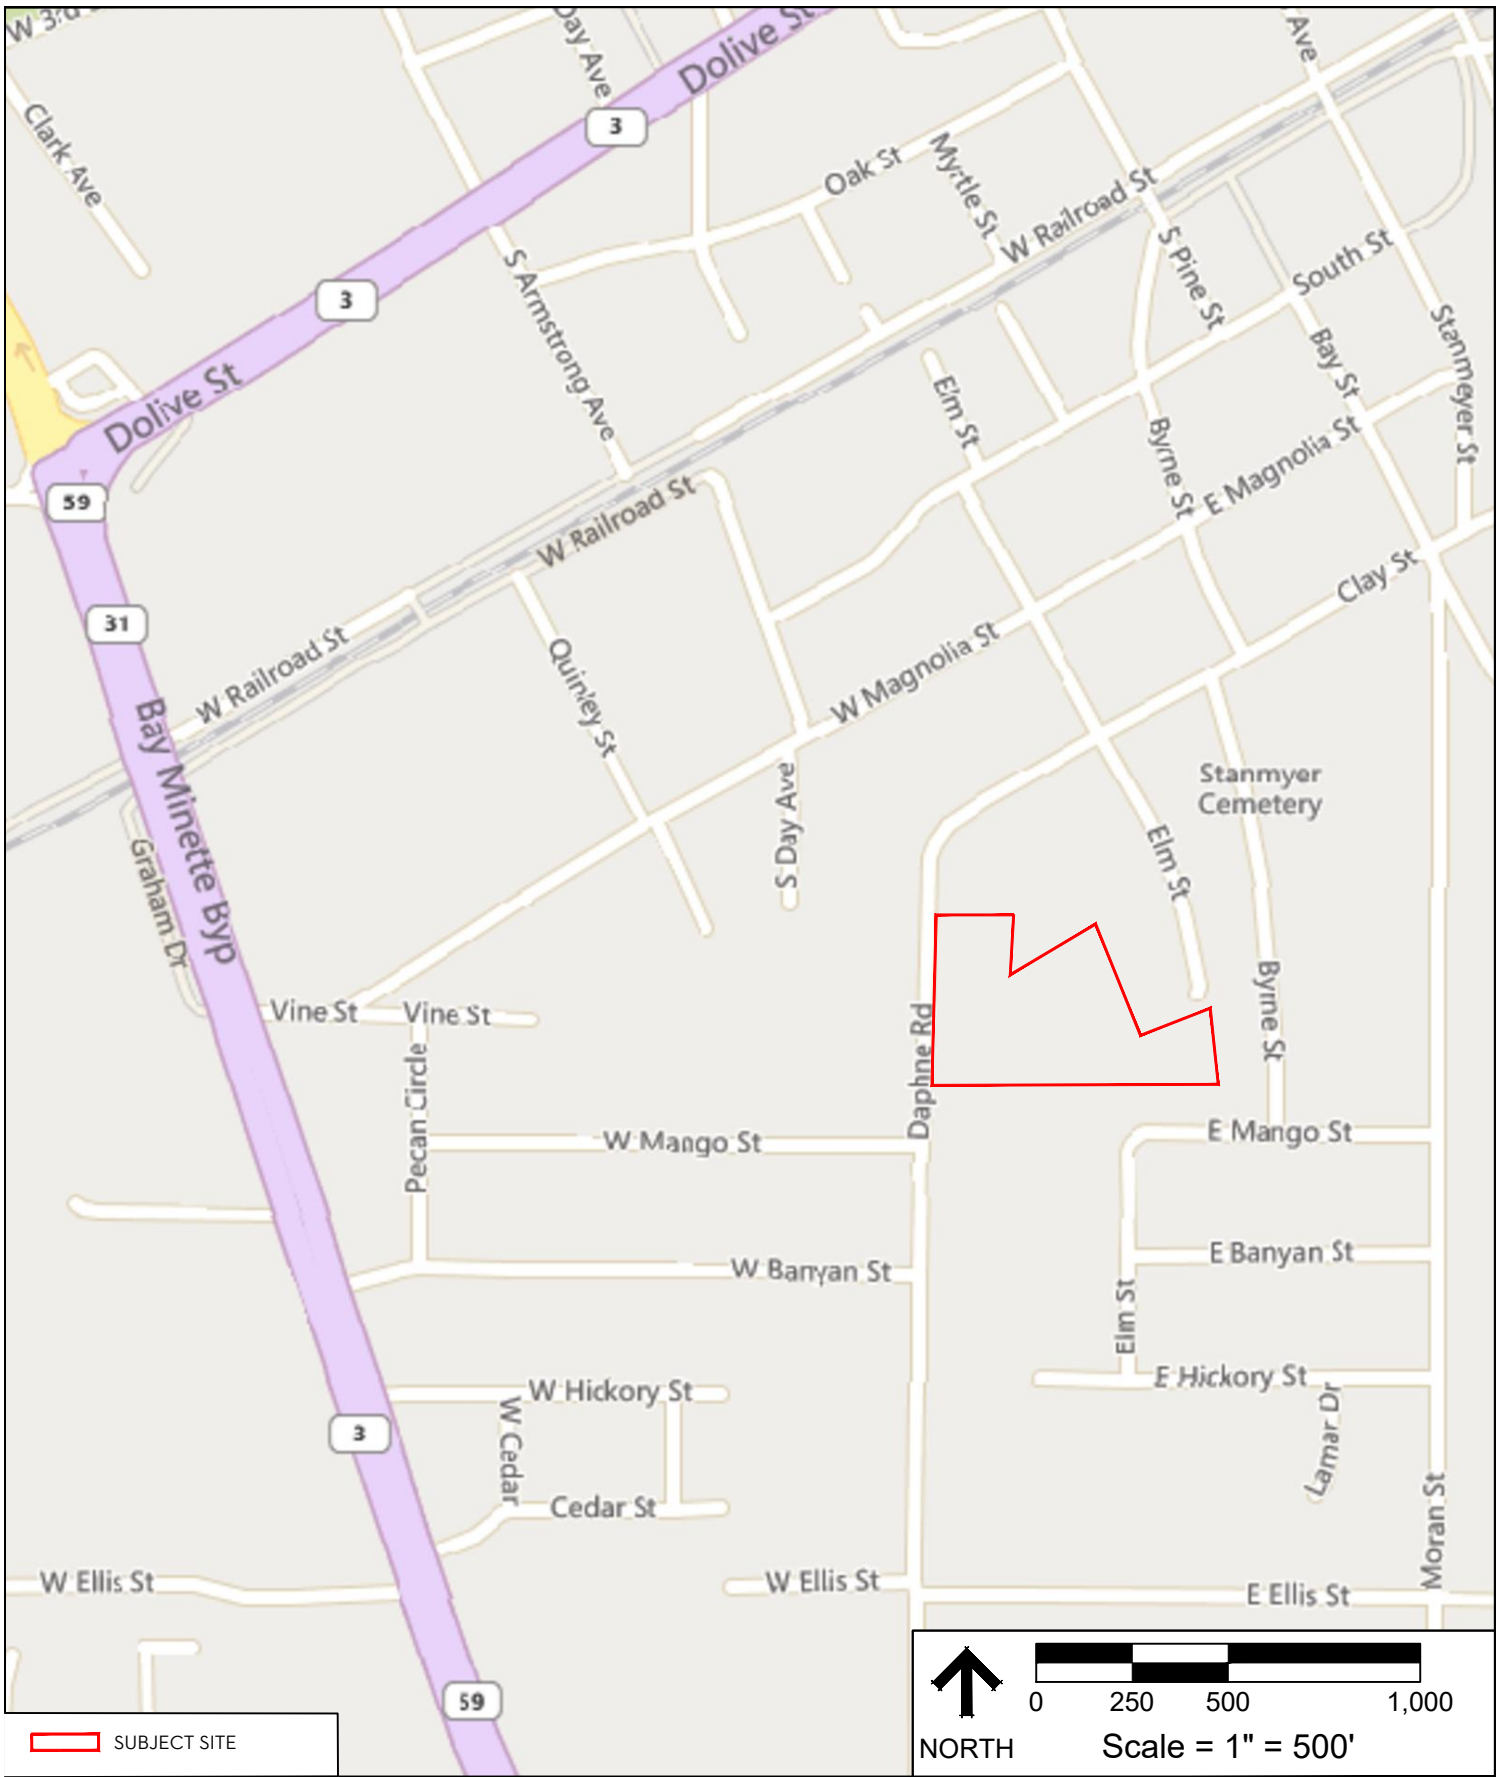 W 3rd
Day Ave
Dolive St
Ave
3
Clark Ave
Oak St
Myrtle St
W Railroad St
S Pine St
South St
3
S Armstrong Ave
Stanmeyer St
Bay St
Dolive St
Elm St
Byrne St
E Magnolia St
59
W Railroad St
Clay St
31
W Railroad St
Quinley St
W Magnolia St
Bay Minette Byp
Stanmyer
Cemetery
S Day Ave
Elm St
Graham Dr
Vine St
Vine St
Byrne St
Daphne Rd
Pecan Circle
W Mango St
E Mango St
W Banyan St
E Banyan St
Elm St
W Hickory St
E Hickory St
W Cedar
Lamar Dr
3
Cedar St
Moran St
W Ellis St
W Ellis St
E Ellis St
59
SUBJECT SITE
NORTH
0 250 500 1,000
Scale = 1" = 500'